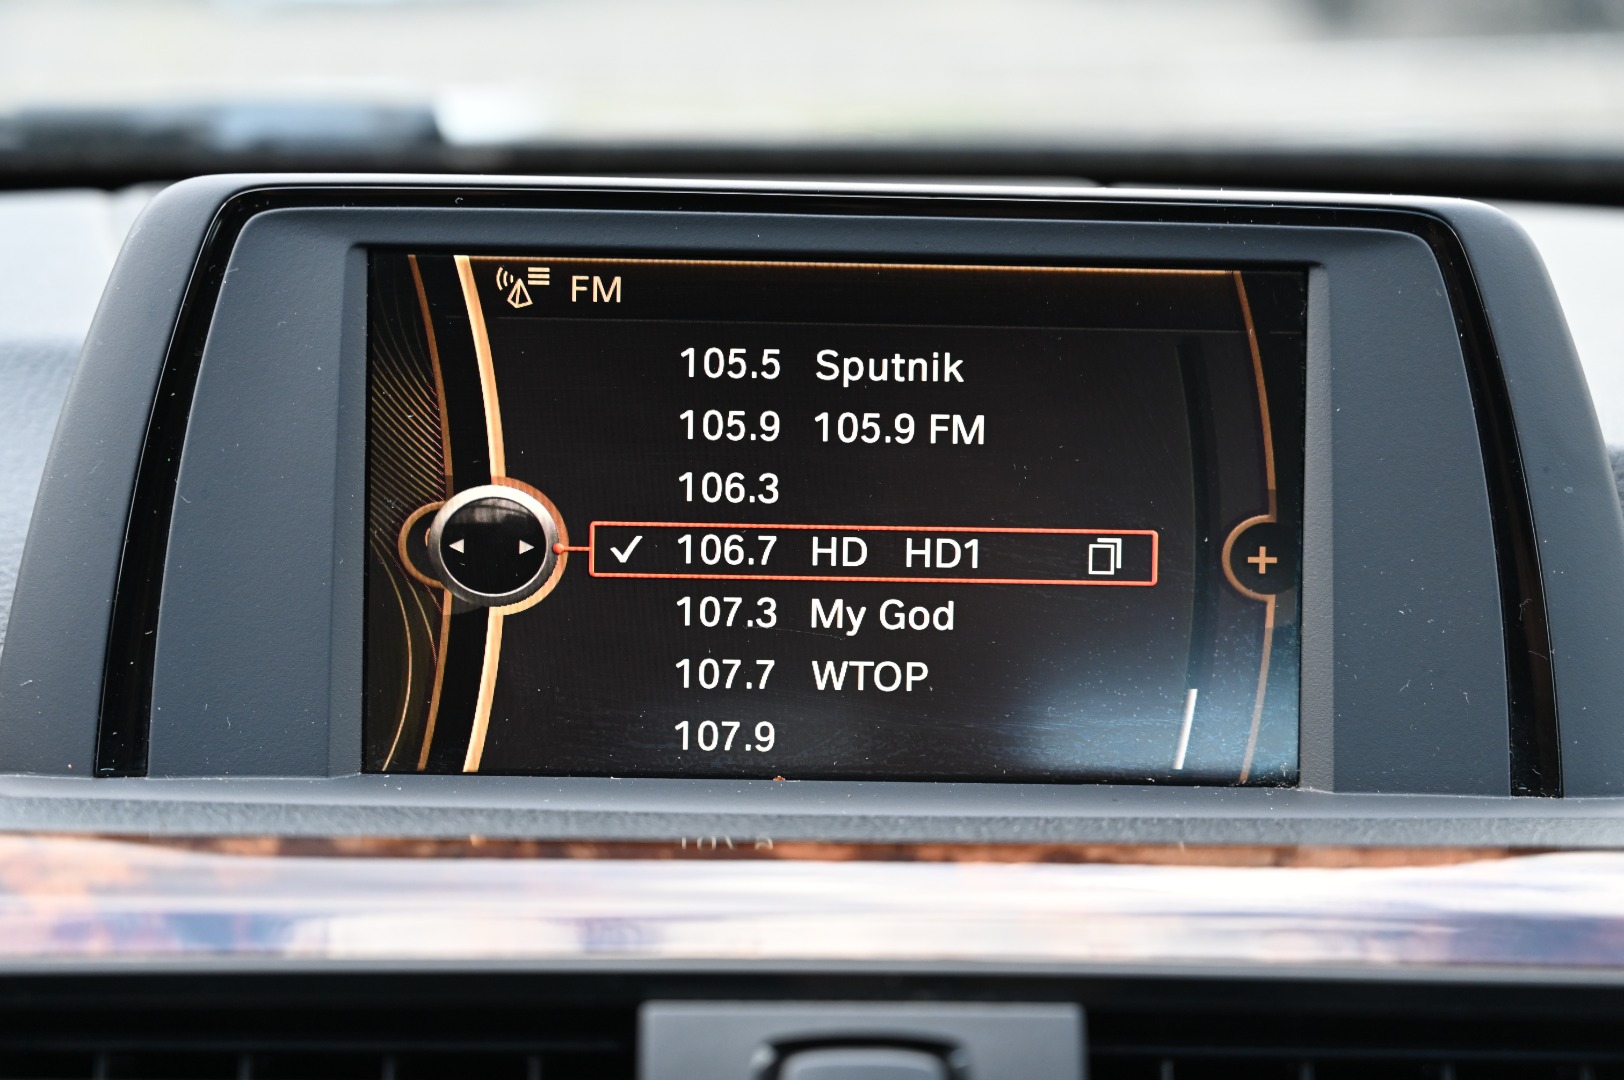 FM
105.5 Sputnik
105.9 105.9 FM
106.3
106.7 HD HD1
107.3 My God
107.7 WTOP
107.9